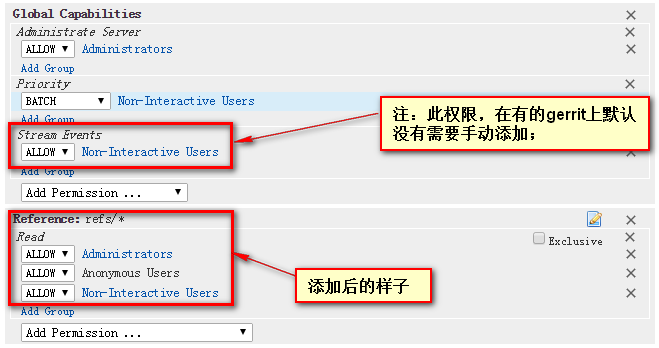 Global Capabilities
Administrate Server
ALLOW Administrators
Add Group
Priority
BATCH Non-Interactive Users
Add Group
Stream Events
ALLOW Non-Interactive Users
Add Group
Add Permission ...
注：此权限，在有的gerrit上默认
没有需要手动添加；
Reference: refs/*
Read
Exclusive
ALLOW Administrators
ALLOW Anonymous Users
ALLOW Non-Interactive Users
Add Group
Add Permission ...
添加后的样子